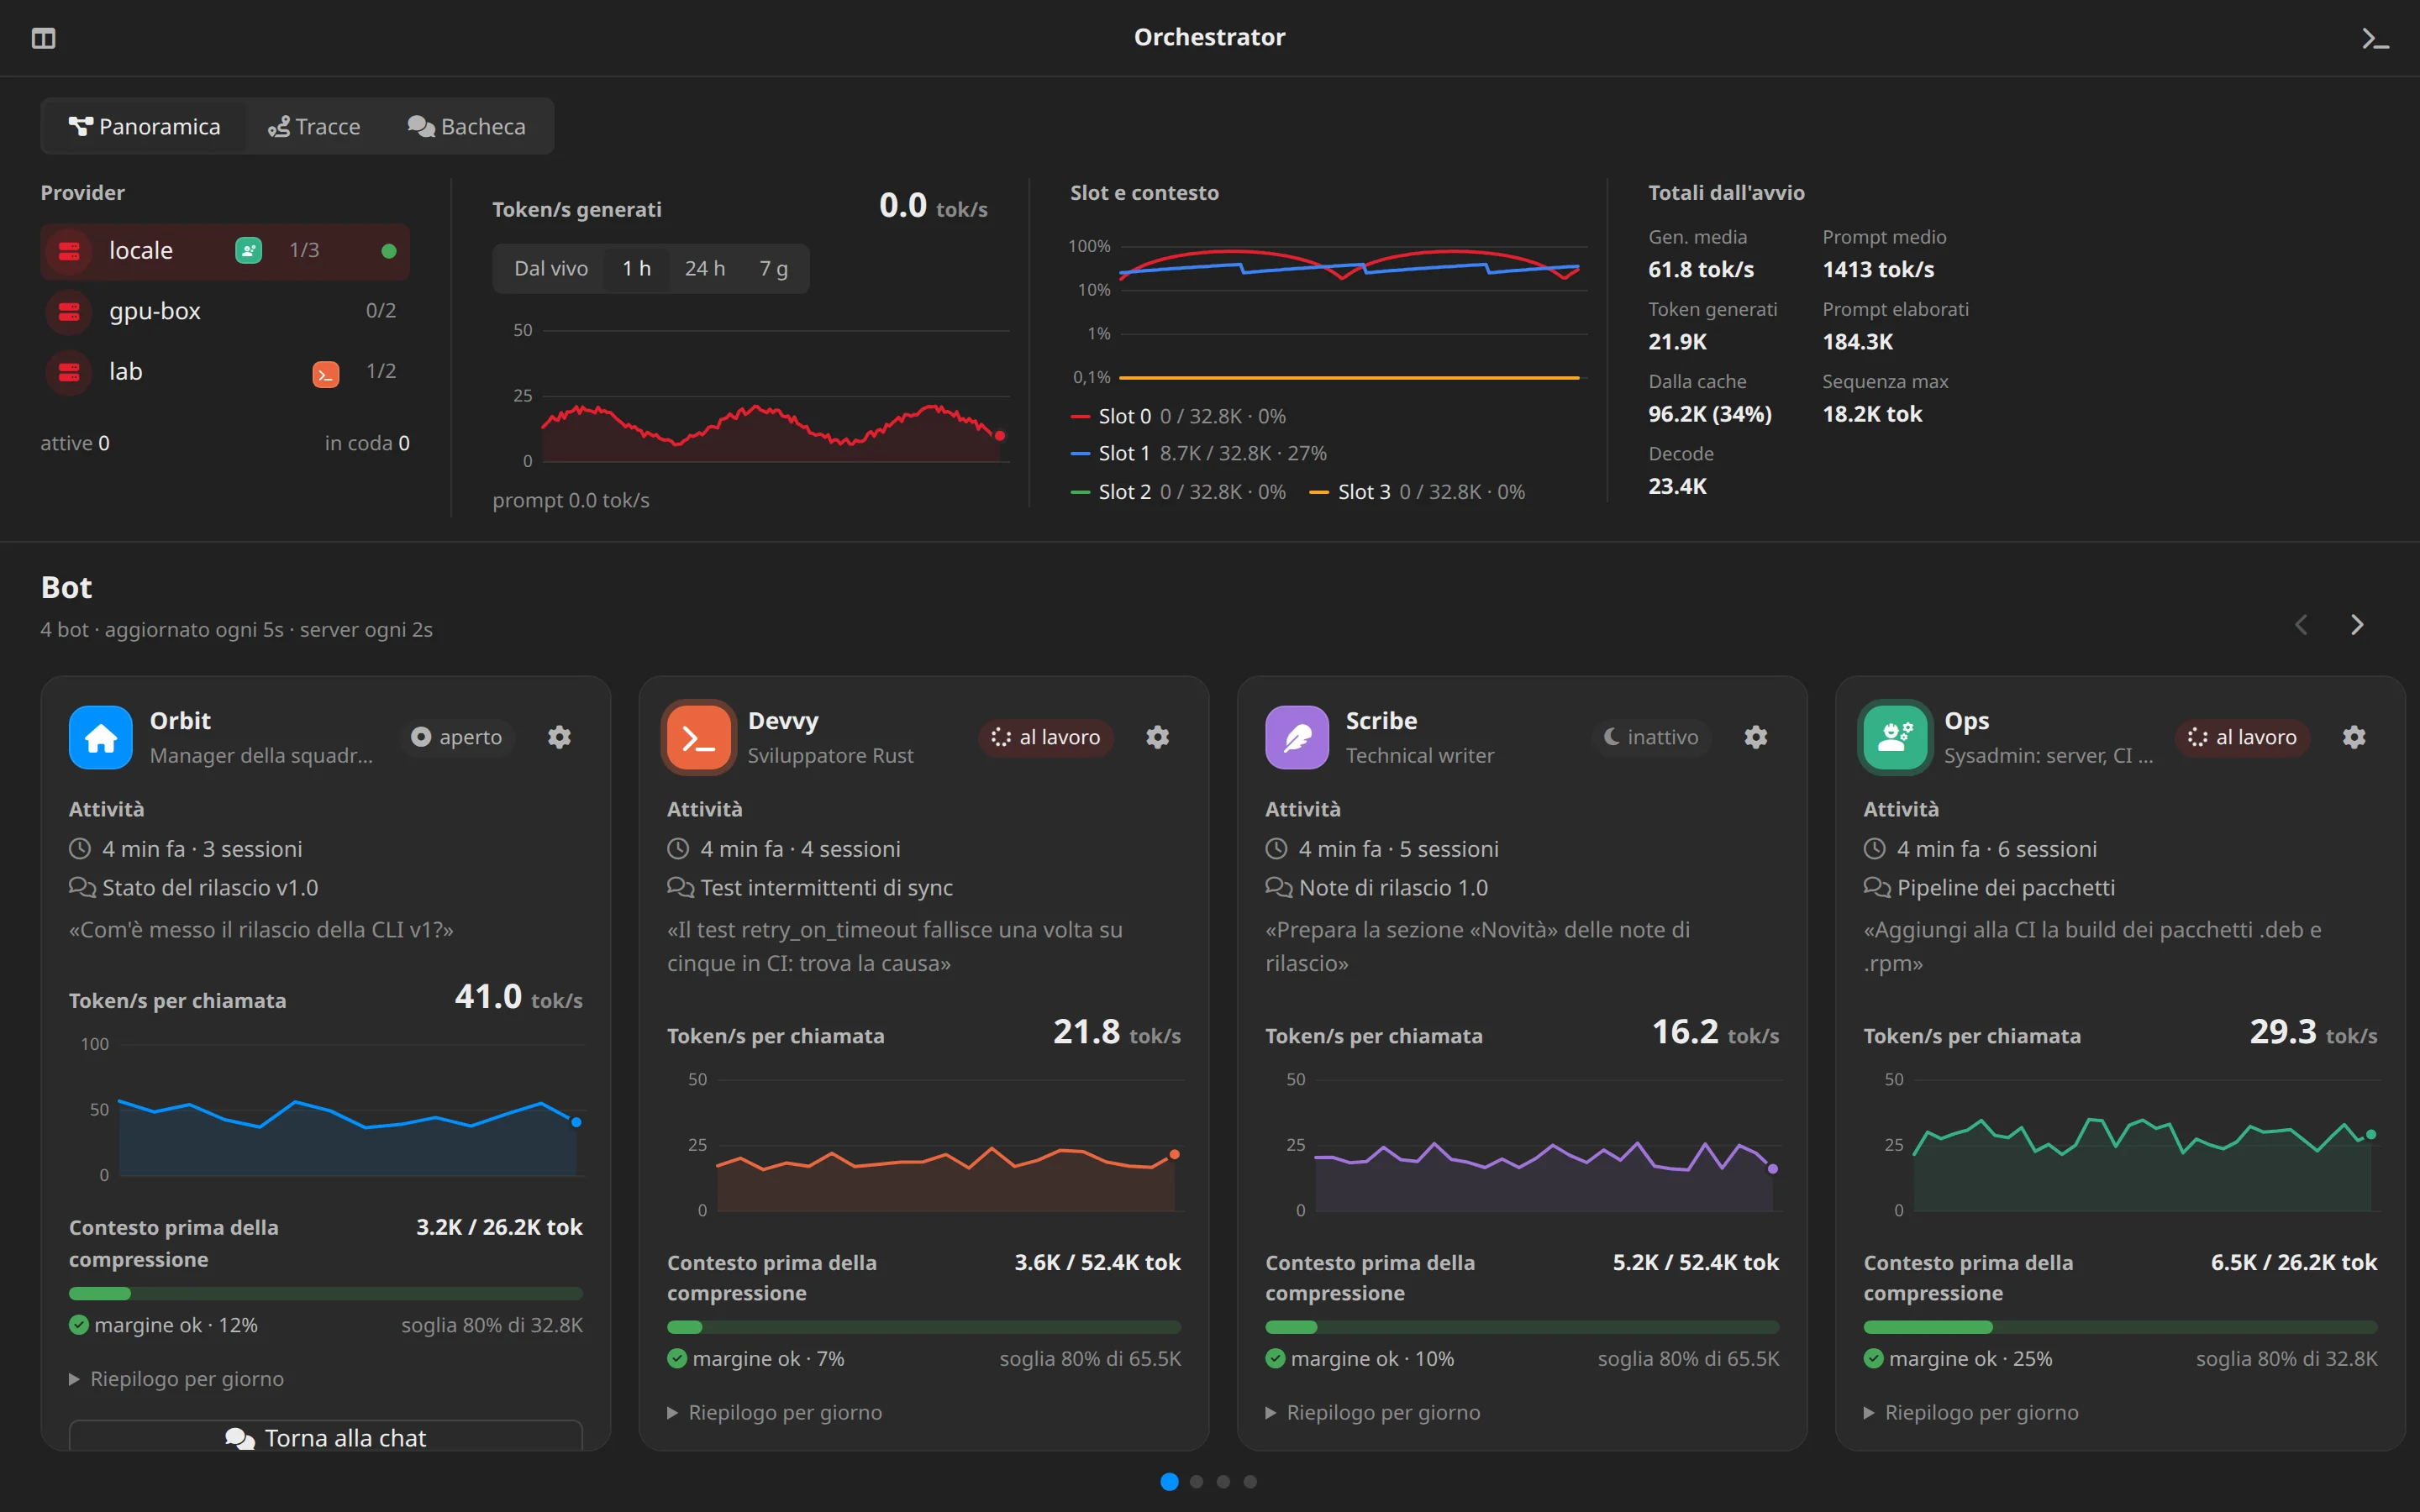 Orchestrator
Panoramica
Tracce
Bacheca
Provider
locale 1/3
gpu-box 0/2
lab 1/2
attive 0 in coda 0
Token/s generati 0.0 tok/s
Dal vivo 1 h 24 h 7 g
50
25
0
prompt 0.0 tok/s
Slot e contesto
100%
10%
1%
0,1%
Slot 0 0 / 32.8K · 0%
Slot 1 8.7K / 32.8K · 27%
Slot 2 0 / 32.8K · 0% Slot 3 0 / 32.8K · 0%
Totali dall'avvio
Gen. media Prompt medio
61.8 tok/s 1413 tok/s
Token generati Prompt elaborati
21.9K 184.3K
Dalla cache Sequenza max
96.2K (34%) 18.2K tok
Decode
23.4K
Bot
4 bot · aggiornato ogni 5s · server ogni 2s
Orbit
Manager della squadr...
aperto
Attività
4 min fa · 3 sessioni
Stato del rilascio v1.0
«Com'è messo il rilascio della CLI v1?»
Token/s per chiamata 41.0 tok/s
100
50
0
Contesto prima della
compressione
3.2K / 26.2K tok
margine ok · 12% soglia 80% di 32.8K
Riepilogo per giorno
Torna alla chat
Devvy
Sviluppatore Rust
al lavoro
Attività
4 min fa · 4 sessioni
Test intermittenti di sync
«Il test retry_on_timeout fallisce una volta su
cinque in CI: trova la causa»
Token/s per chiamata 21.8 tok/s
50
25
0
Contesto prima della
compressione
3.6K / 52.4K tok
margine ok · 7% soglia 80% di 65.5K
Riepilogo per giorno
Scribe
Technical writer
inattivo
Attività
4 min fa · 5 sessioni
Note di rilascio 1.0
«Prepara la sezione «Novità» delle note di
rilascio»
Token/s per chiamata 16.2 tok/s
50
25
0
Contesto prima della
compressione
5.2K / 52.4K tok
margine ok · 10% soglia 80% di 65.5K
Riepilogo per giorno
Ops
Sysadmin: server, CI ...
al lavoro
Attività
4 min fa · 6 sessioni
Pipeline dei pacchetti
«Aggiungi alla CI la build dei pacchetti .deb e
.rpm»
Token/s per chiamata 29.3 tok/s
50
25
0
Contesto prima della
compressione
6.5K / 26.2K tok
margine ok · 25% soglia 80% di 32.8K
Riepilogo per giorno